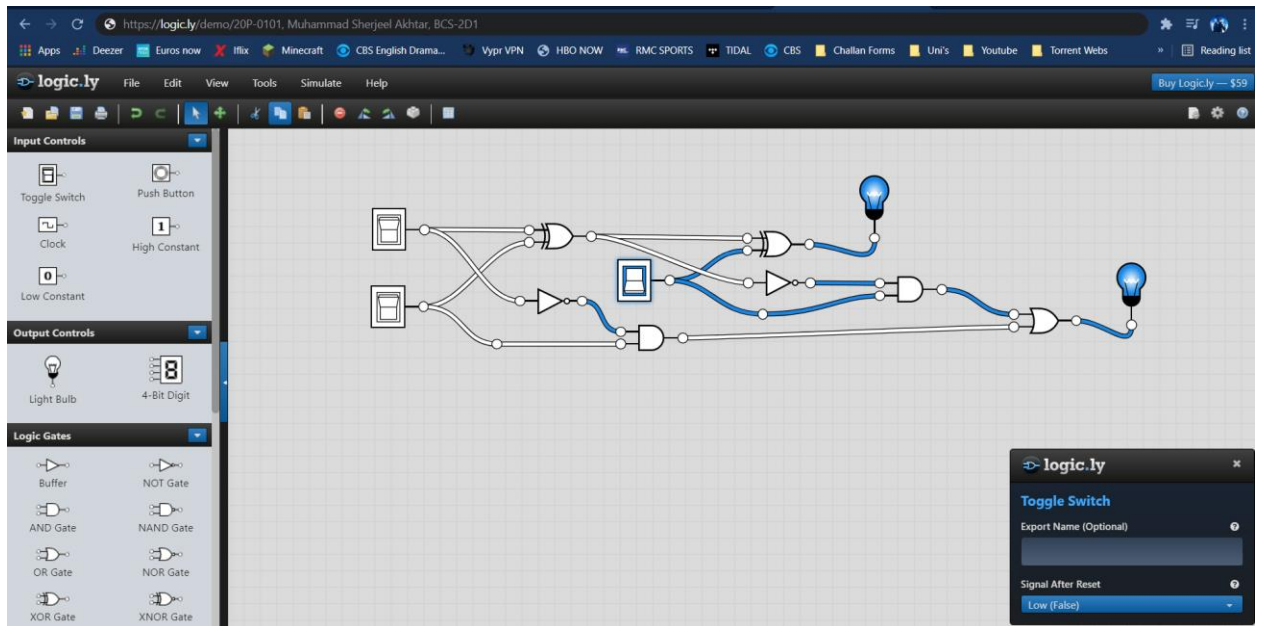 https://logic.ly/demo/20P-0101, Muhammad Sherjeel Akhtar, BCS-2D1
Apps Deezer Euros now Iflix Minecraft CBS English Drama... Vypr VPN HBO NOW RMC SPORTS TIDAL CBS Challan Forms Uni's Youtube Torrent Webs » Reading list
logic.ly File Edit View Tools Simulate Help Buy Logic.ly — $59
Input Controls
Toggle Switch Push Button
1
Clock High Constant
0
Low Constant
Output Controls
8
Light Bulb 4-Bit Digit
Logic Gates
Buffer NOT Gate
AND Gate NAND Gate
OR Gate NOR Gate
XOR Gate XNOR Gate
logic.ly ×
Toggle Switch
Export Name (Optional) ?
Signal After Reset ?
Low (False)